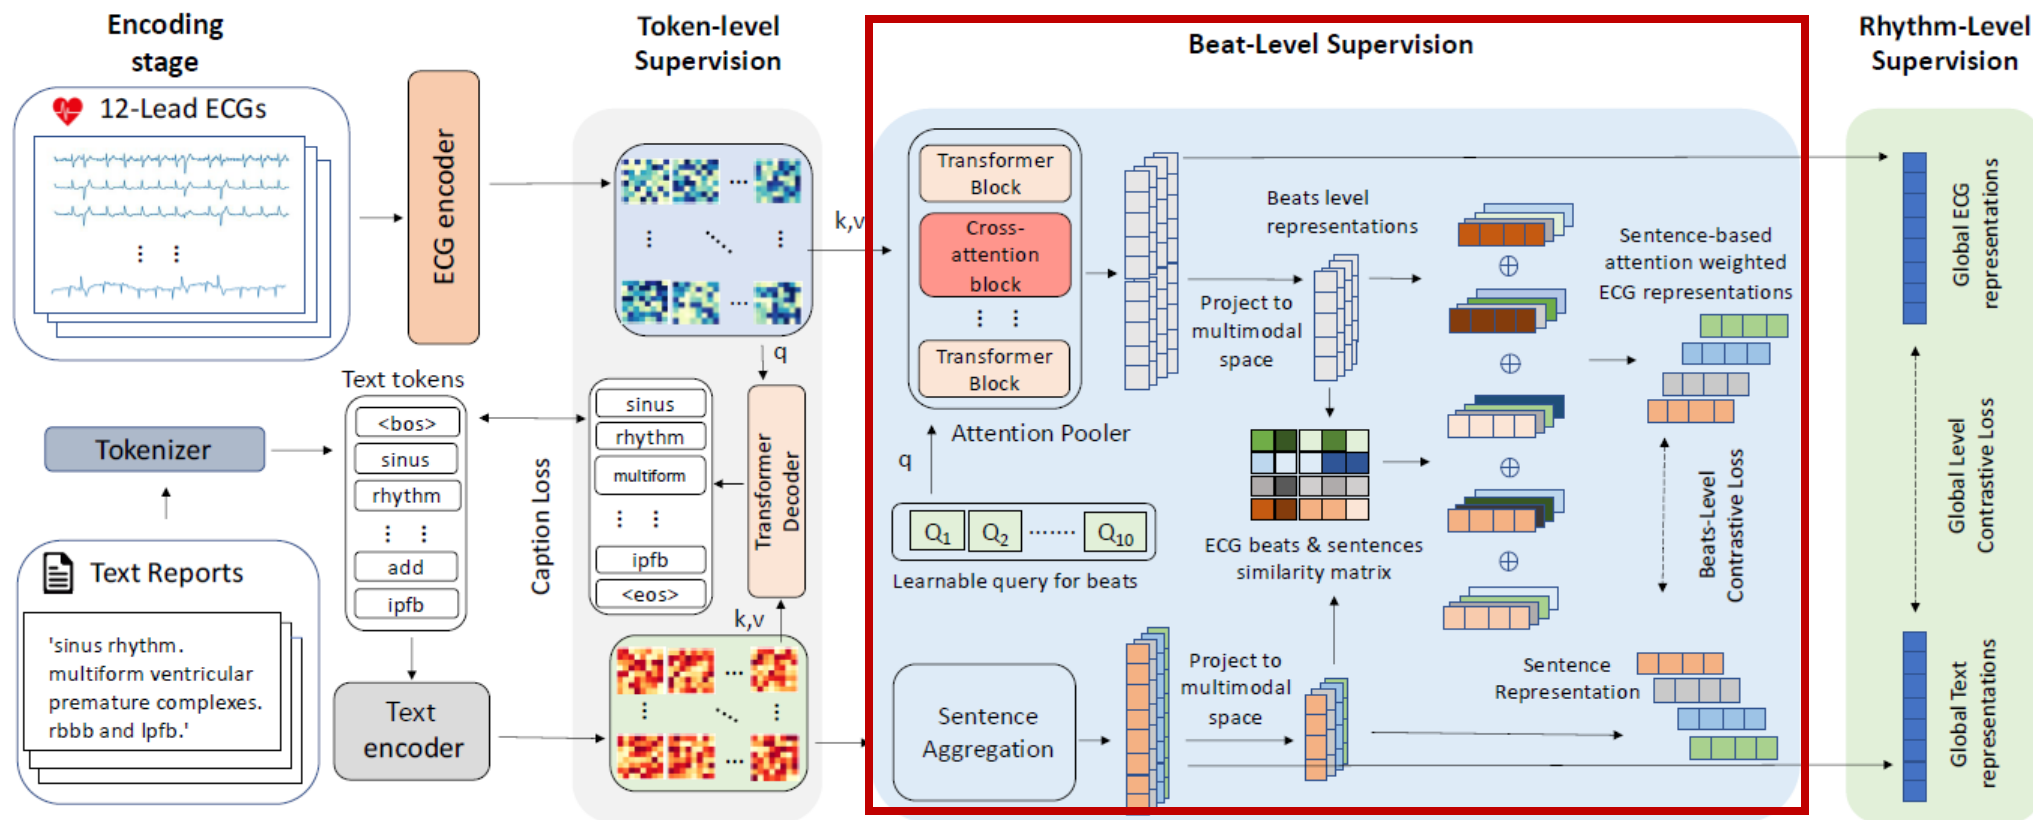 Encoding
stage
12-Lead ECGs
ECG encoder
Tokenizer
Text Reports
'sinus rhythm.
multiform ventricular
premature complexes.
rbbb and lpfb.'
Text tokens
<bos>
sinus
rhythm
⋮ ⋮
add
ipfb
Text
encoder
Token-level
Supervision
...
⋮ ⋱ ⋮
...
k,v
q
sinus
rhythm
multiform
⋮ ⋮
ipfb
<eos>
Caption Loss
Transformer
Decoder
k,v
...
⋮ ⋱ ⋮
...
Beat-Level Supervision
Transformer
Block
Cross-
attention
block
⋮ ⋮
Transformer
Block
Attention Pooler
q
Q1 Q2 ....... Q10
Learnable query for beats
Sentence
Aggregation
Project to
multimodal
space
Beats level
representations
ECG beats & sentences
similarity matrix
Project to
multimodal
space
⊕
⊕
⊕
⊕
Sentence-based
attention weighted
ECG representations
Beats-Level
Contrastive Loss
Sentence
Representation
Rhythm-Level
Supervision
Global ECG
representations
Global Level
Contrastive Loss
Global Text
representations